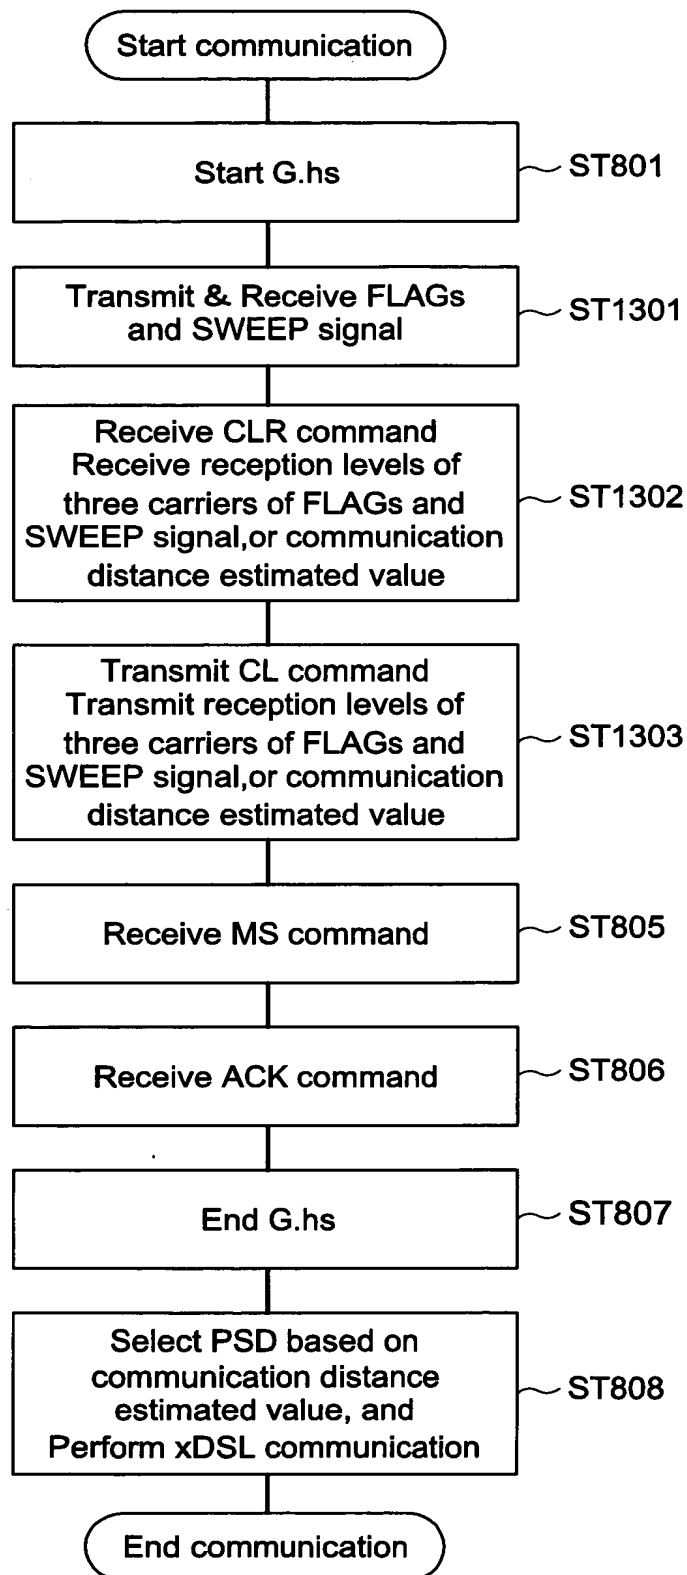 Start communication
Start G.hs
ST801
Transmit & Receive FLAGs
and SWEEP signal
ST1301
Receive CLR command
Receive reception levels of
three carriers of FLAGs and
SWEEP signal,or communication
distance estimated value
ST1302
Transmit CL command
Transmit reception levels of
three carriers of FLAGs and
SWEEP signal,or communication
distance estimated value
ST1303
Receive MS command
ST805
Receive ACK command
ST806
End G.hs
ST807
Select PSD based on
communication distance
estimated value, and
Perform xDSL communication
ST808
End communication